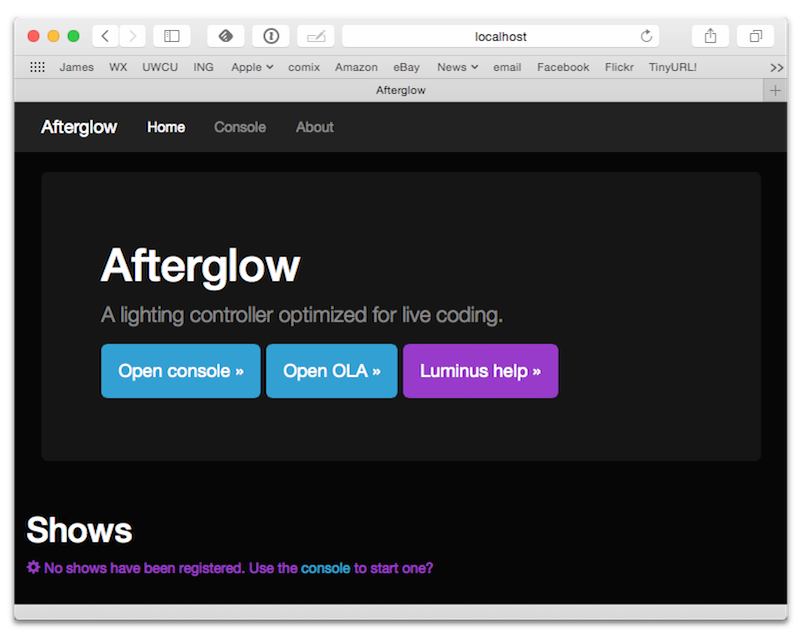 localhost
James WX UWCU ING Apple comix Amazon eBay News email Facebook Flickr TinyURL! >>
Afterglow
Afterglow Home Console About
Afterglow
A lighting controller optimized for live coding.
Open console » Open OLA » Luminus help »
Shows
No shows have been registered. Use the console to start one?